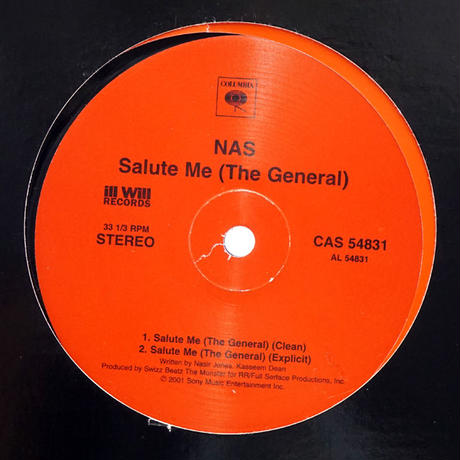 COLUMBIA
NAS
Salute Me (The General)
ill Will
RECORDS
33 1/3 RPM
STEREO
CAS 54831
AL 54831
1. Salute Me (The General) (Clean)
2. Salute Me (The General) (Explicit)
Written by Nasir Jones, Kasseem Dean
Produced by Swizz Beatz The Monster for RR/Full Serface Productions, Inc.
© 2001 Sony Music Entertainment Inc.